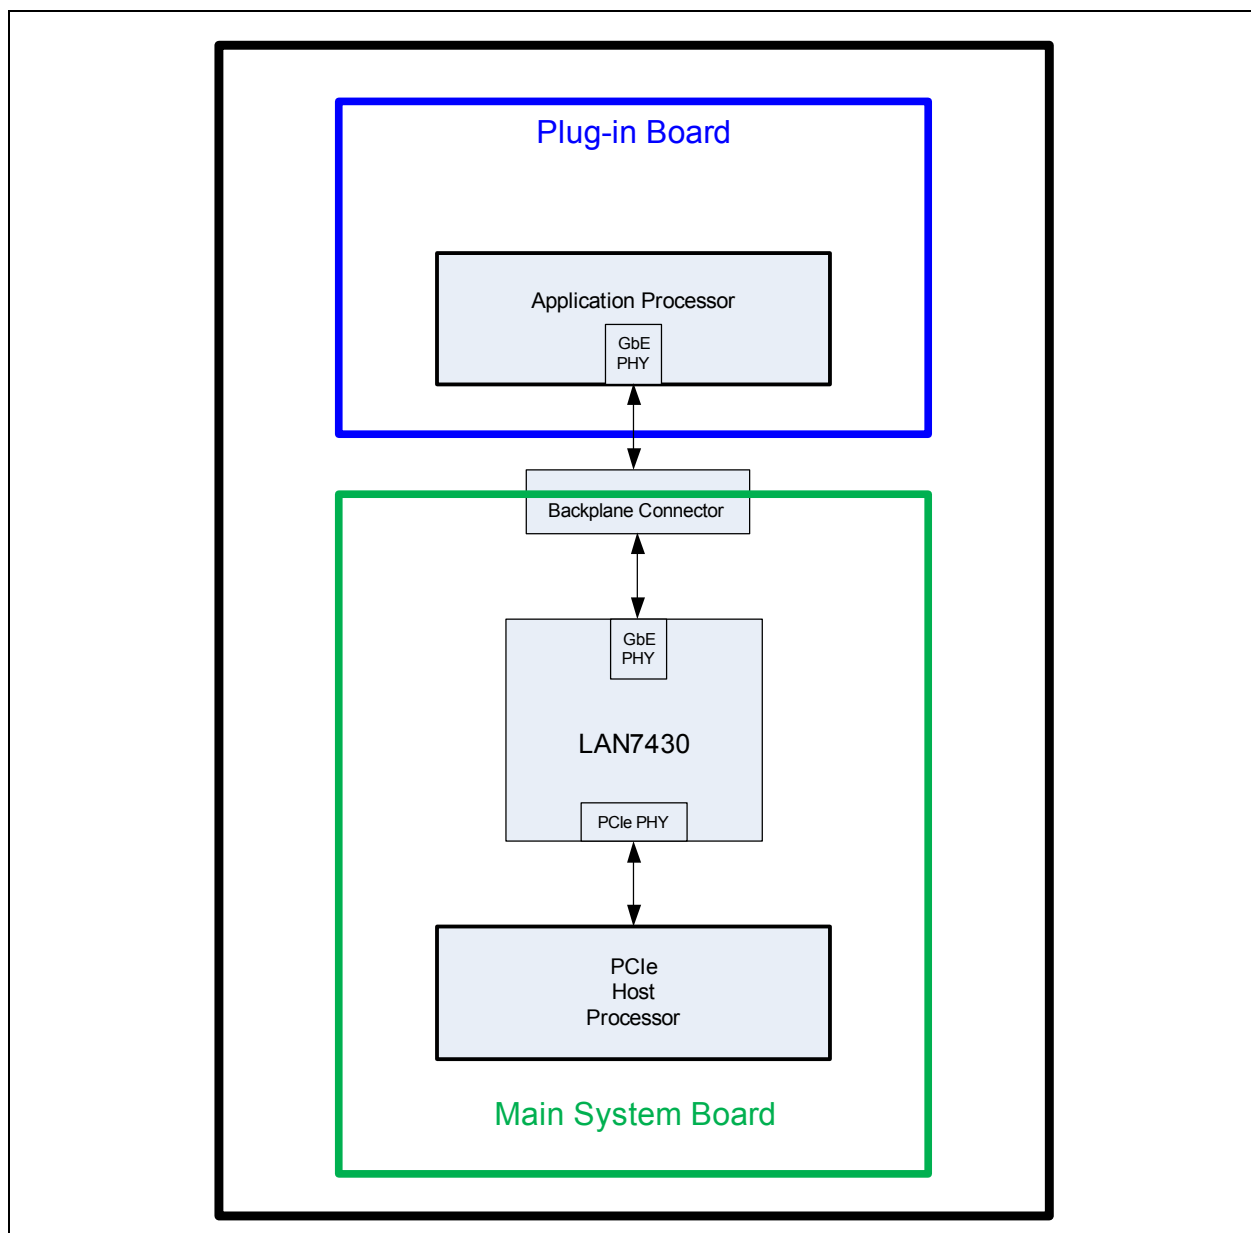 Plug-in Board
Application Processor
GbE
PHY
Backplane Connector
GbE
PHY
LAN7430
PCIe PHY
PCIe
Host
Processor
Main System Board